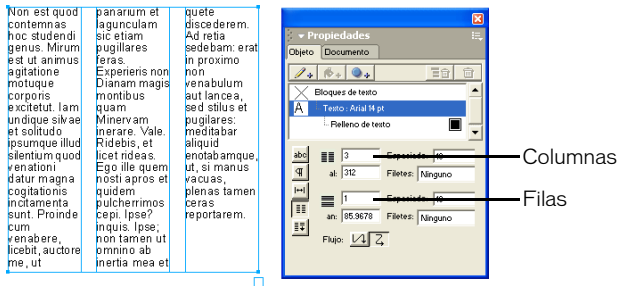 Non est quod
contemnas
hoc studendi
genus. Mirum
est ut animus
agitatione
motuque
corporis
excitetut. Iam
undique silvae
et solitudo
ipsumque illud
silentium quod
venationi
datur magna
cogitationis
incitamenta
sunt. Proinde
cum
venabere,
licebit, auctore
me, ut
panarium et
lagunculam
sic etiam
pugillares
feras.
Experieris non
Dianam magis
montibus
quam
Minervam
inerare. Vale.
Ridebis, et
licet rideas.
Ego ille quem
nosti apros et
quidem
pulcherrimos
cepi. Ipse?
inquis. Ipse;
non tamen ut
omnino ab
inertia mea et
quete
discederem.
Ad retia
sedebam: erat
in proximo
non
venabulum
aut lancea,
sed stilus et
pugilares:
meditabar
aliquid
enotabamque,
ut, si manus
vacuas,
plenas tamen
ceras
reportarem.
Propiedades
Objeto Documento
Bloques de texto
A Texto: Arial 14 pt
Relleno de texto
abc 3 Espaciado:
al: 312 Filetes: Ninguno
1 Espaciado:
an: 85.9678 Filetes: Ninguno
Flujo:
Columnas
Filas